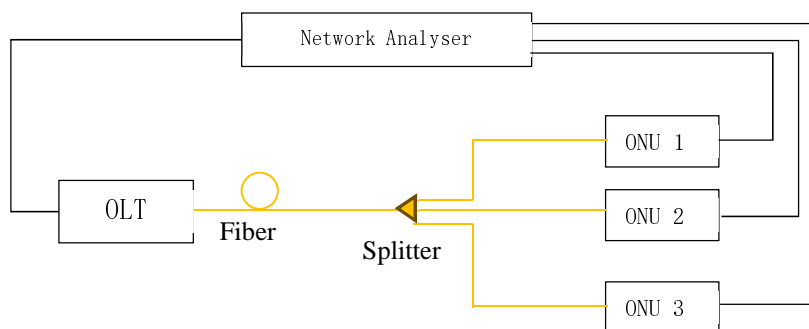 Network Analyser
ONU 1
OLT
ONU 2
Fiber
Splitter
ONU 3